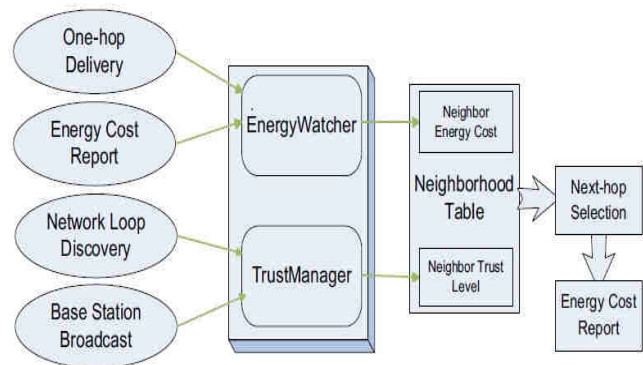 One-hop
Delivery
Energy Cost
Report
Network Loop
Discovery
Base Station
Broadcast
EnergyWatcher
TrustManager
Neighbor
Energy Cost
Neighborhood
Table
Neighbor Trust
Level
Next-hop
Selection
Energy Cost
Report